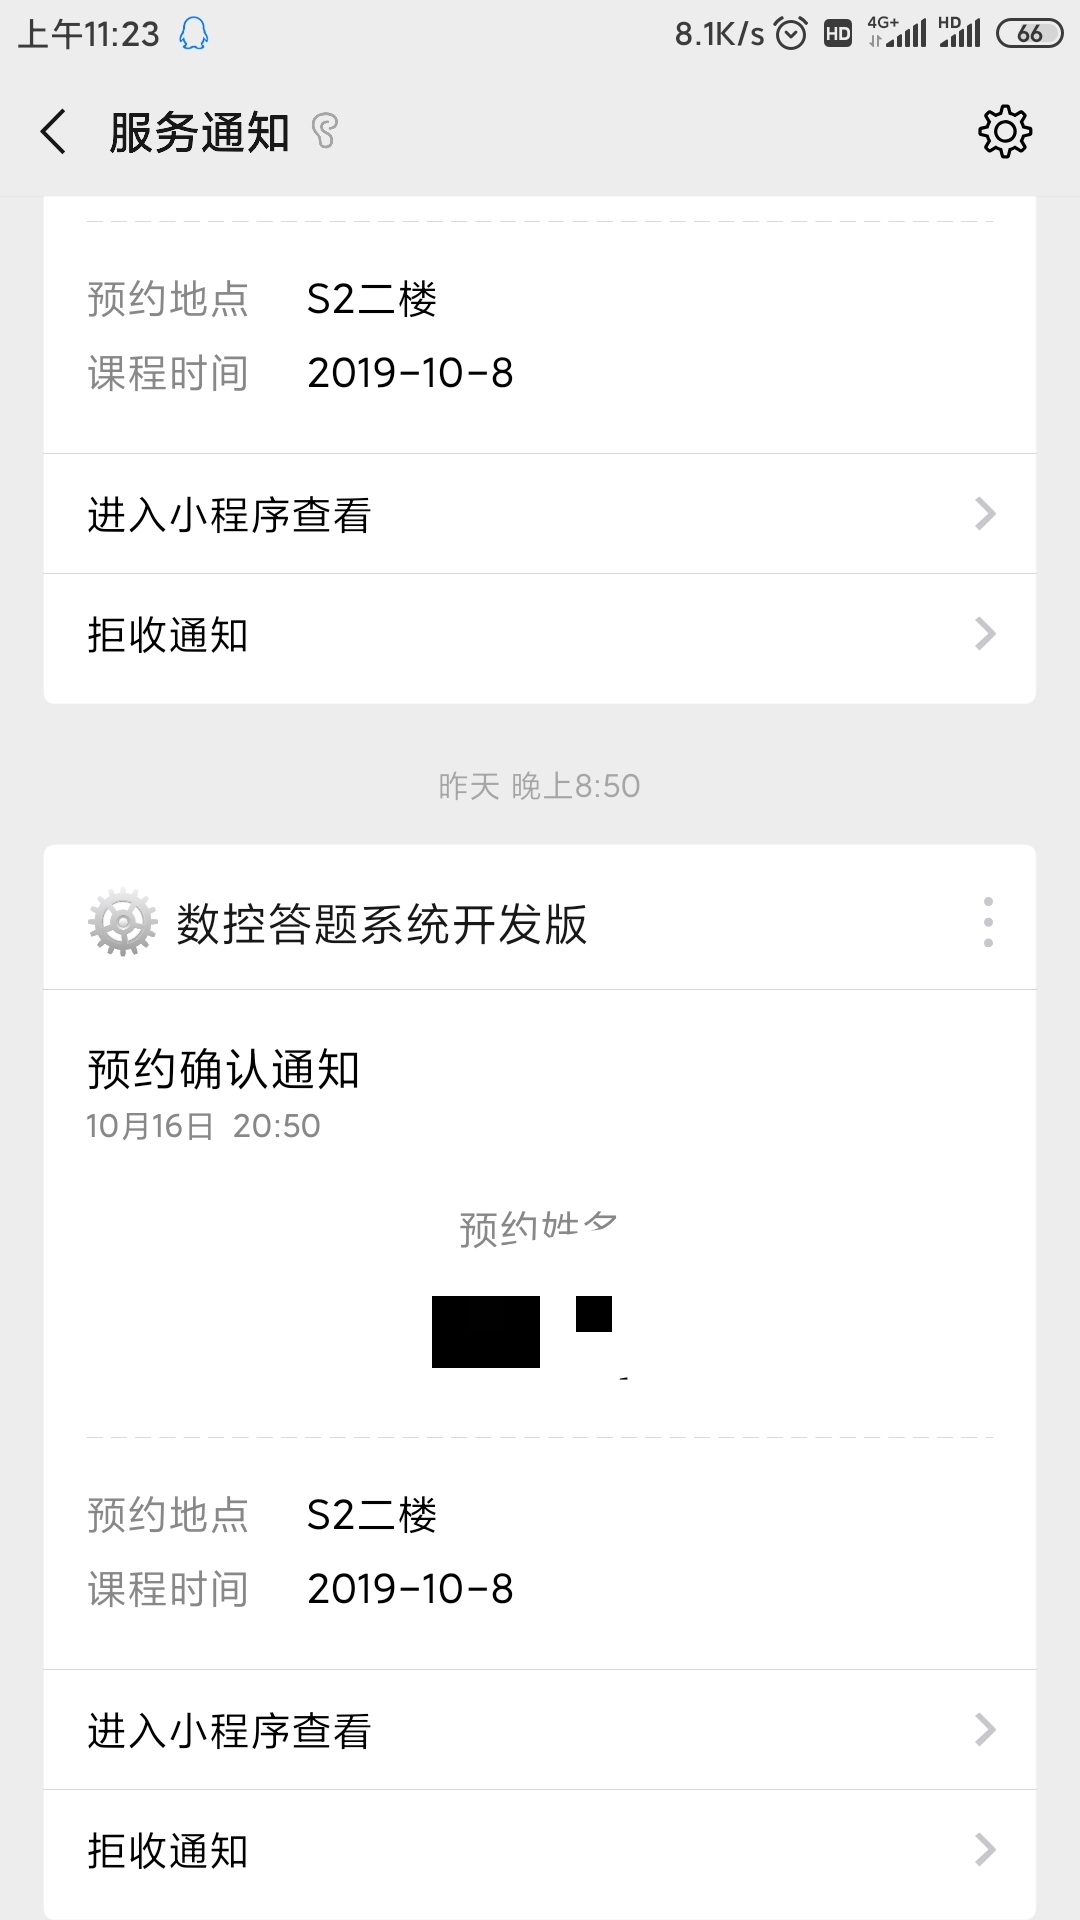 上午11:23
8.1K/s HD 4G+ HD 66
服务通知
预约地点 S2二楼
课程时间 2019-10-8
进入小程序查看
拒收通知
昨天 晚上8:50
数控答题系统开发版
预约确认通知
10月16日 20:50
预约姓
预约地点 S2二楼
课程时间 2019-10-8
进入小程序查看
拒收通知